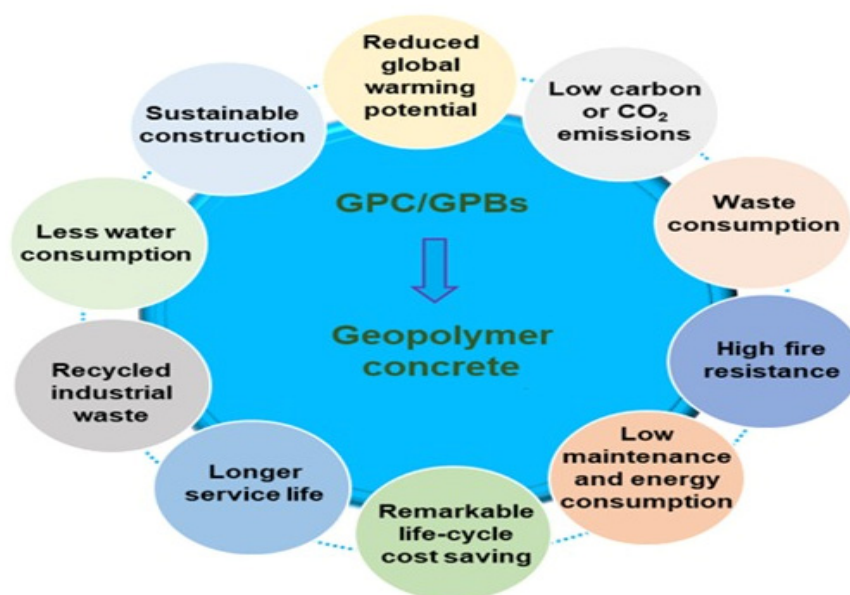 Reduced
global
warming
potential
Low carbon
or CO₂
emissions
Waste
consumption
High fire
resistance
Low
maintenance
and energy
consumption
Remarkable
life-cycle
cost saving
Longer
service life
Recycled
industrial
waste
Less water
consumption
Sustainable
construction
GPC/GPBs
Geopolymer
concrete